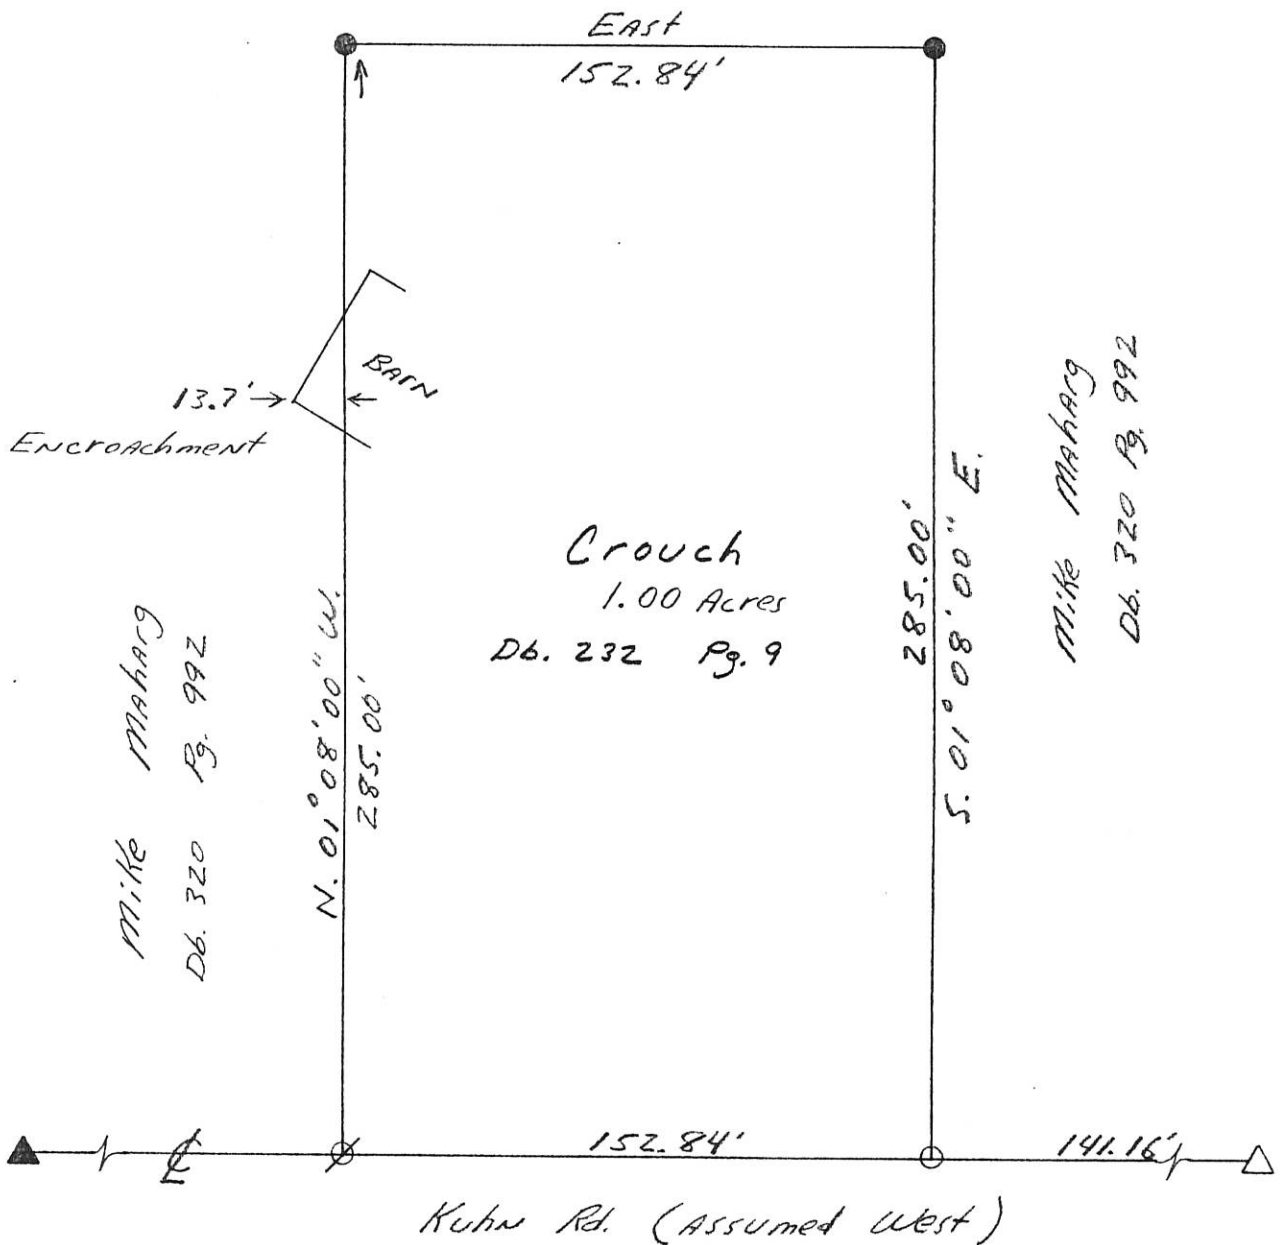 East
152.84'
Barn
13.7'
Encroachment
Crouch
1.00 Acres
Db. 232 Pg. 9
N. 01° 08' 00" W.
285.00'
285.00'
S. 01° 08' 00" E.
Mike Maharg
Db. 320 Pg. 992
Mike Maharg
Db. 320 Pg. 992
℄
152.84'
141.16'
Kuhn Rd. (Assumed West)